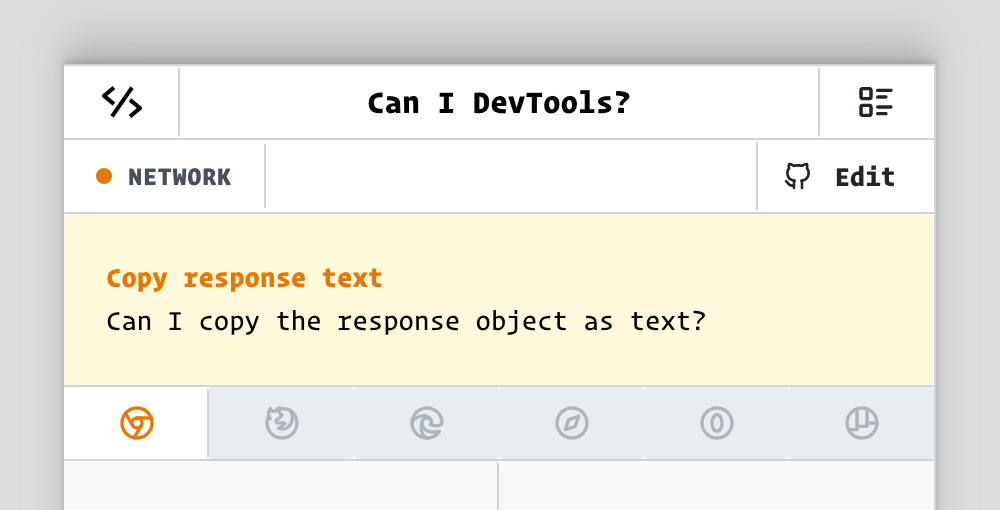 Can I DevTools?
NETWORK
Edit
Copy response text
Can I copy the response object as text?